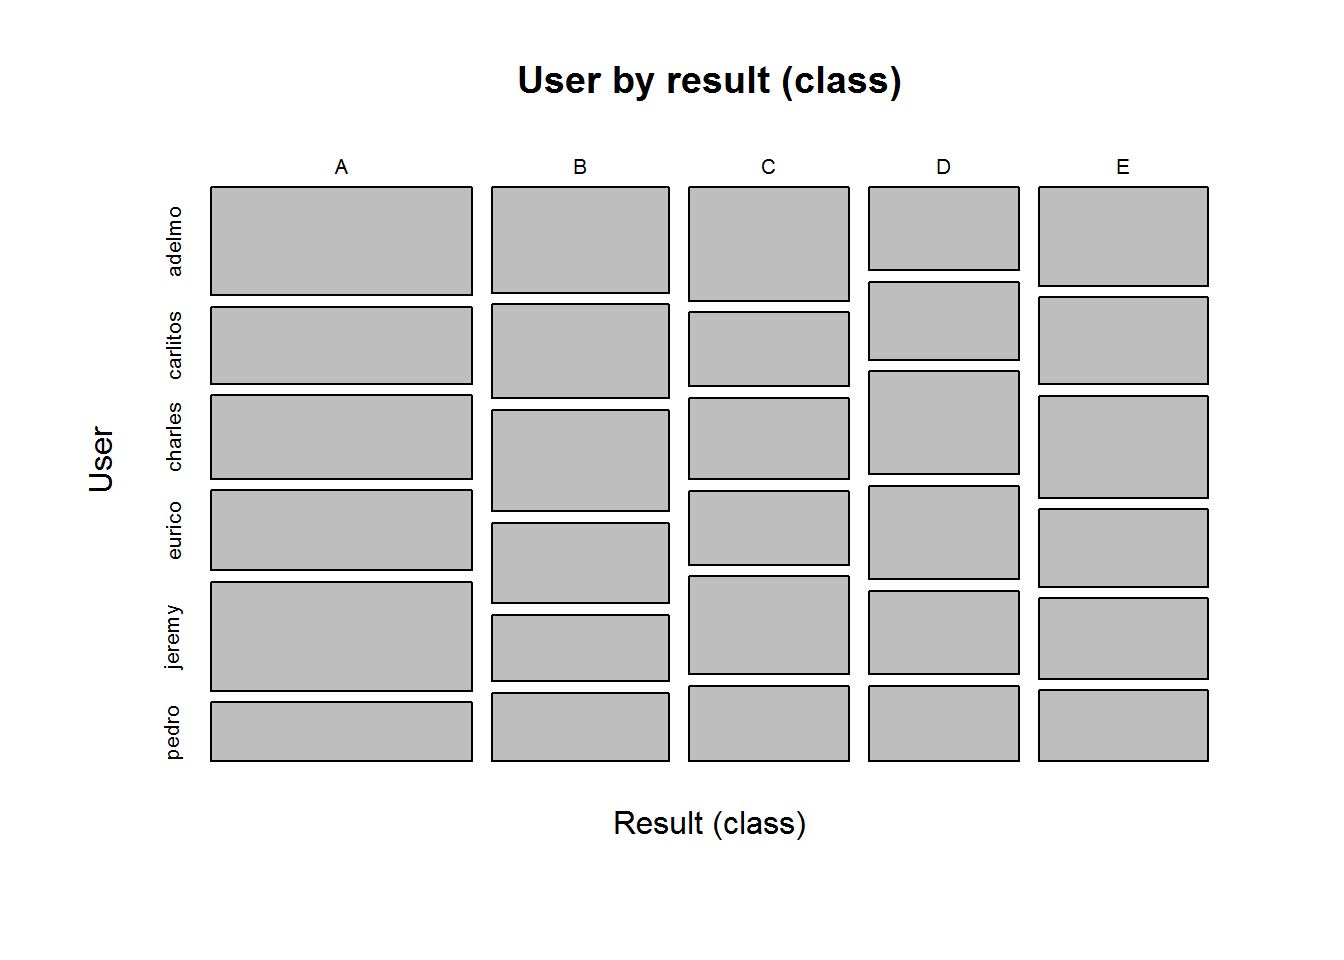 User by result (class)
A B C D E
adelmo
carlitos
charles
eurico
jeremy
pedro
User
Result (class)